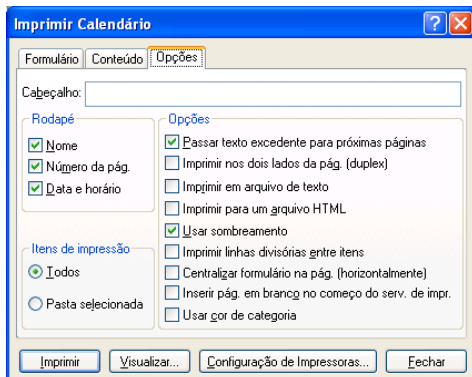 Imprimir Calendário
Formulário Conteúdo Opções
Cabeçalho:
Rodapé
Nome
Número da pág.
Data e horário
Itens de impressão
Todos
Pasta selecionada
Opções
Passar texto excedente para próximas páginas
Imprimir nos dois lados da pág. (duplex)
Imprimir em arquivo de texto
Imprimir para um arquivo HTML
Usar sombreamento
Imprimir linhas divisórias entre itens
Centralizar formulário na pág. (horizontalmente)
Inserir pág. em branco no começo do serv. de impr.
Usar cor de categoria
Imprimir Visualizar... Configuração de Impressoras... Fechar